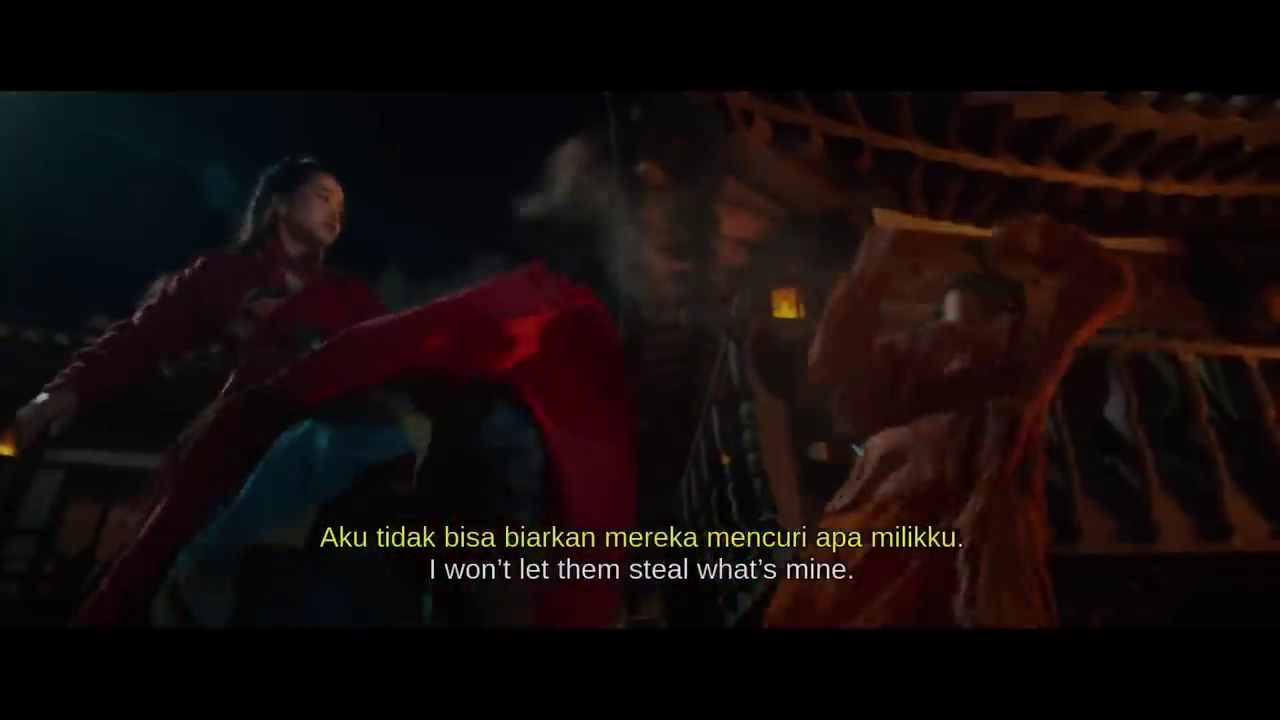 Aku tidak bisa biarkan mereka mencuri apa milikku.
I won’t let them steal what’s mine.